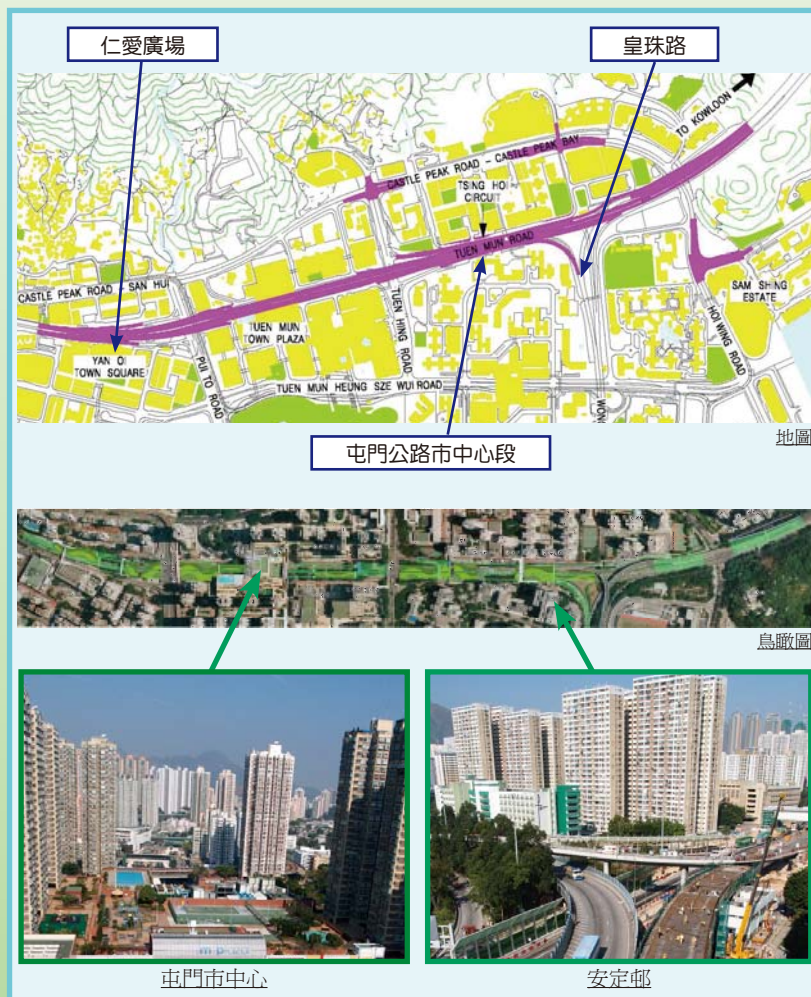 仁愛廣場
皇珠路
TO KOWLOON
CASTLE PEAK ROAD - CASTLE PEAK BAY
TSING HOI
CIRCUIT
TUEN MUN ROAD
CASTLE PEAK ROAD SAN HUI
SAM SHING
ESTATE
HOI WING ROAD
TUEN HING ROAD
TUEN MUN
TOWN PLAZA
YAN OI
TOWN SQUARE
PUI TO ROAD
TUEN MUN HEUNG SZE WUI ROAD
WONG
屯門公路市中心段
地圖
鳥瞰圖
屯門市中心
安定邨